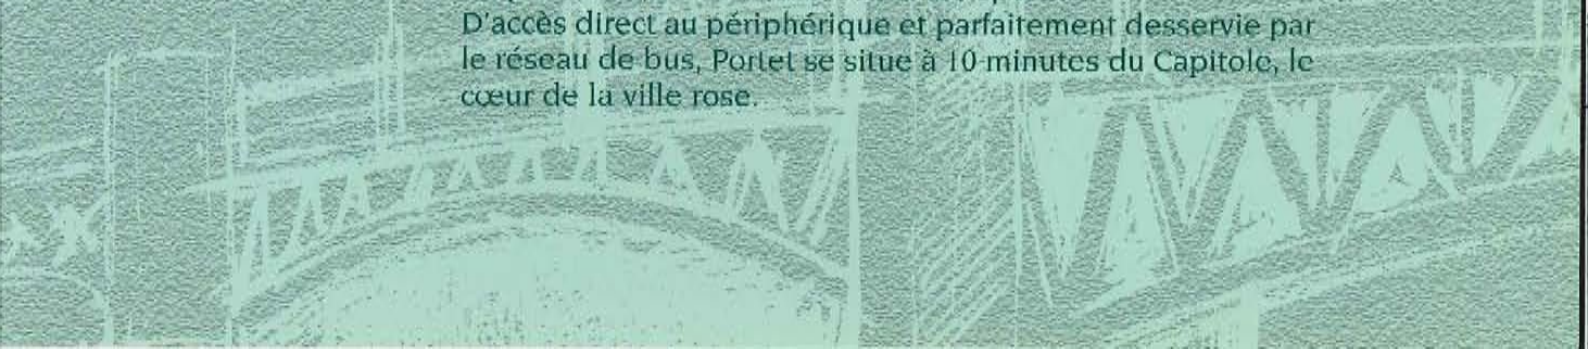 D'accès direct au périphérique et parfaitement desservie par
le réseau de bus, Portet se situe à 10 minutes du Capitole, le
cœur de la ville rose.